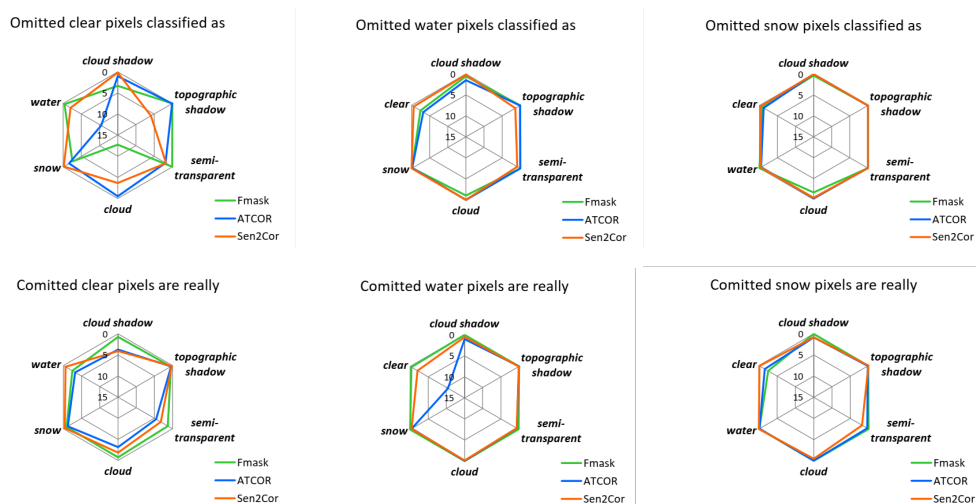 Omitted clear pixels classified as
cloud shadow
0
5
10
15
topographic
shadow
semi-
transparent
cloud
snow
water
Fmask
ATCOR
Sen2Cor
Omitted water pixels classified as
cloud shadow
0
5
10
15
topographic
shadow
semi-
transparent
cloud
snow
clear
Fmask
ATCOR
Sen2Cor
Omitted snow pixels classified as
cloud shadow
0
5
10
15
topographic
shadow
semi-
transparent
cloud
water
clear
Fmask
ATCOR
Sen2Cor
Comitted clear pixels are really
cloud shadow
0
5
10
15
topographic
shadow
semi-
transparent
cloud
snow
water
Fmask
ATCOR
Sen2Cor
Comitted water pixels are really
cloud shadow
0
5
10
15
topographic
shadow
semi-
transparent
cloud
snow
clear
Fmask
ATCOR
Sen2Cor
Comitted snow pixels are really
cloud shadow
0
5
10
15
topographic
shadow
semi-
transparent
cloud
water
clear
Fmask
ATCOR
Sen2Cor